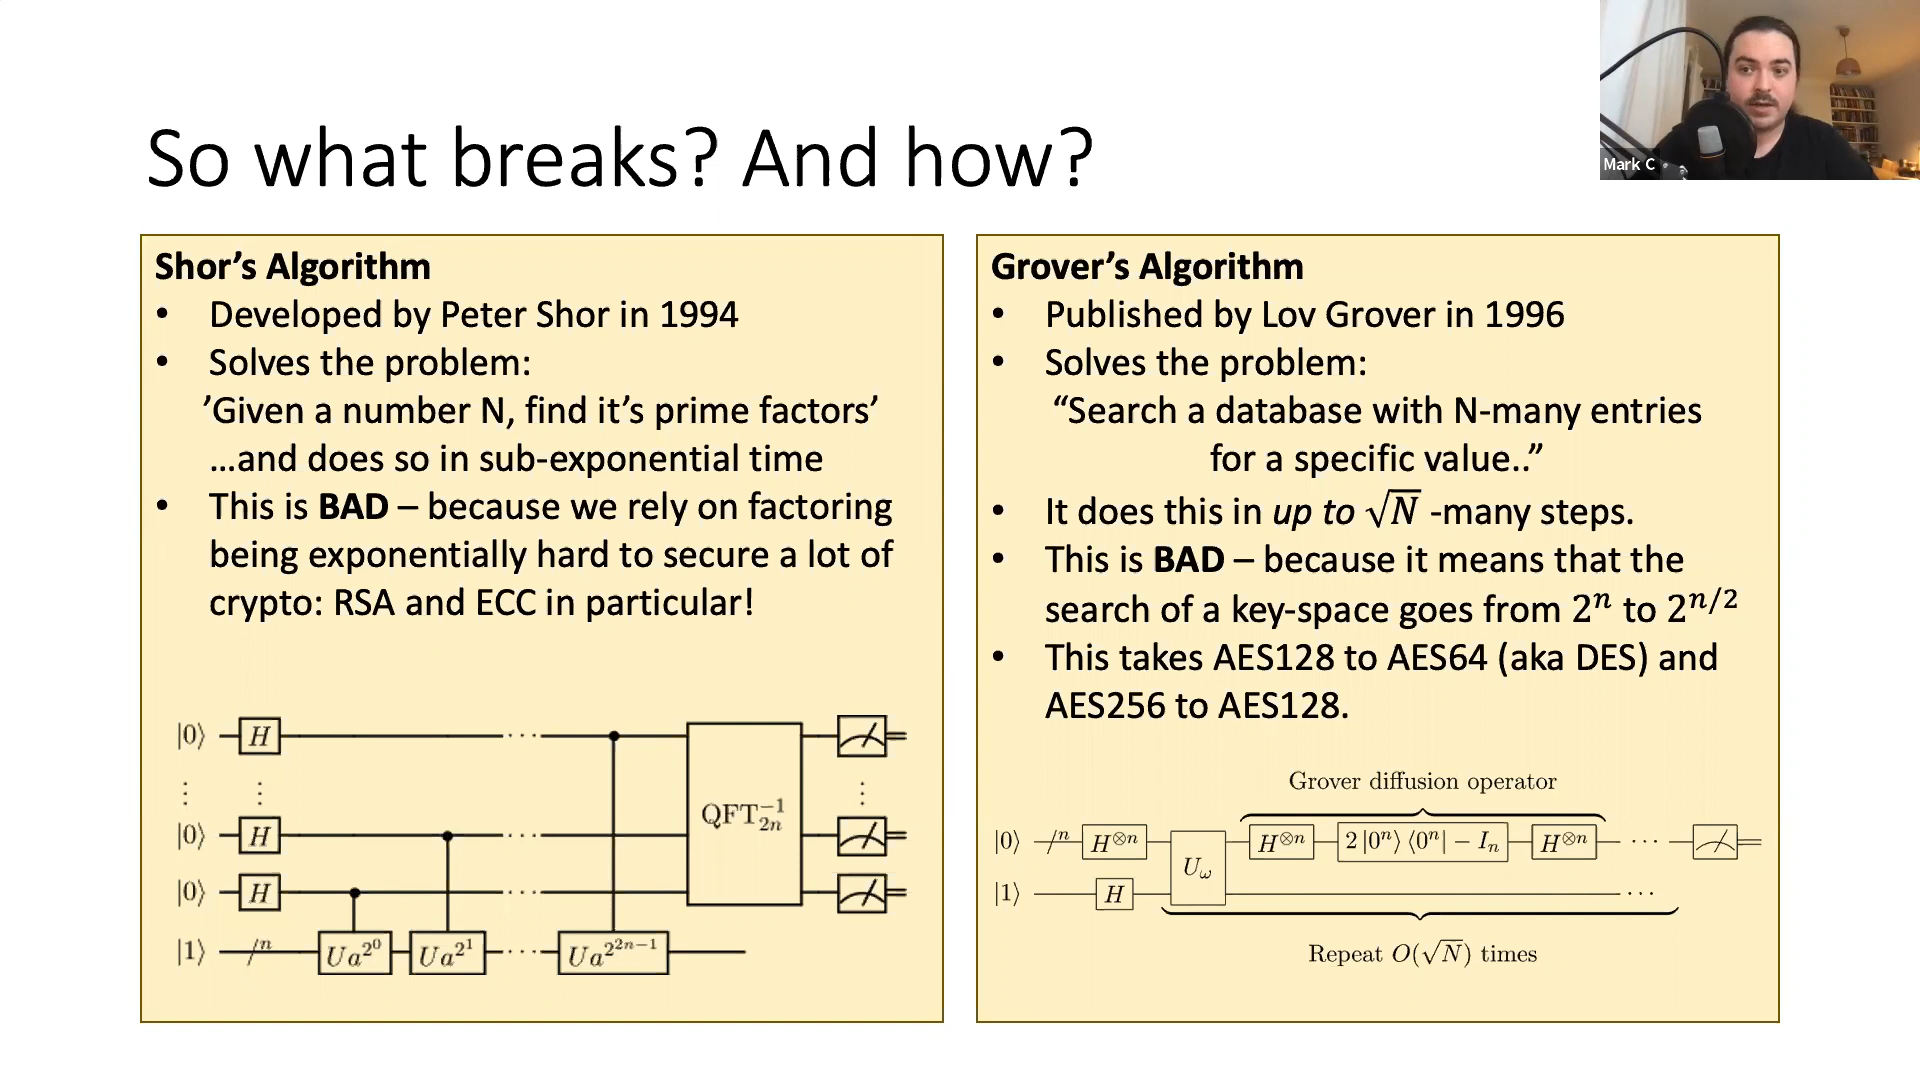 Mark C
So what breaks? And how?
Shor’s Algorithm
• Developed by Peter Shor in 1994
• Solves the problem:
’Given a number N, find it’s prime factors’
...and does so in sub-exponential time
• This is BAD – because we rely on factoring
being exponentially hard to secure a lot of
crypto: RSA and ECC in particular!
|0⟩ H ···
⋮ ⋮ ⋮
|0⟩ H ···
QFT₂ₙ⁻¹
|0⟩ H ···
|1⟩ /n Ua^{2^0} Ua^{2^1} ··· Ua^{2^{2n−1}}
Grover’s Algorithm
• Published by Lov Grover in 1996
• Solves the problem:
“Search a database with N-many entries
for a specific value..”
• It does this in up to √N -many steps.
• This is BAD – because it means that the
search of a key-space goes from 2^n to 2^{n/2}
• This takes AES128 to AES64 (aka DES) and
AES256 to AES128.
Grover diffusion operator
|0⟩ /n H^{⊗n} U_ω H^{⊗n} 2|0^n⟩⟨0^n| − I_n H^{⊗n} ···
|1⟩ H ···
Repeat O(√N) times